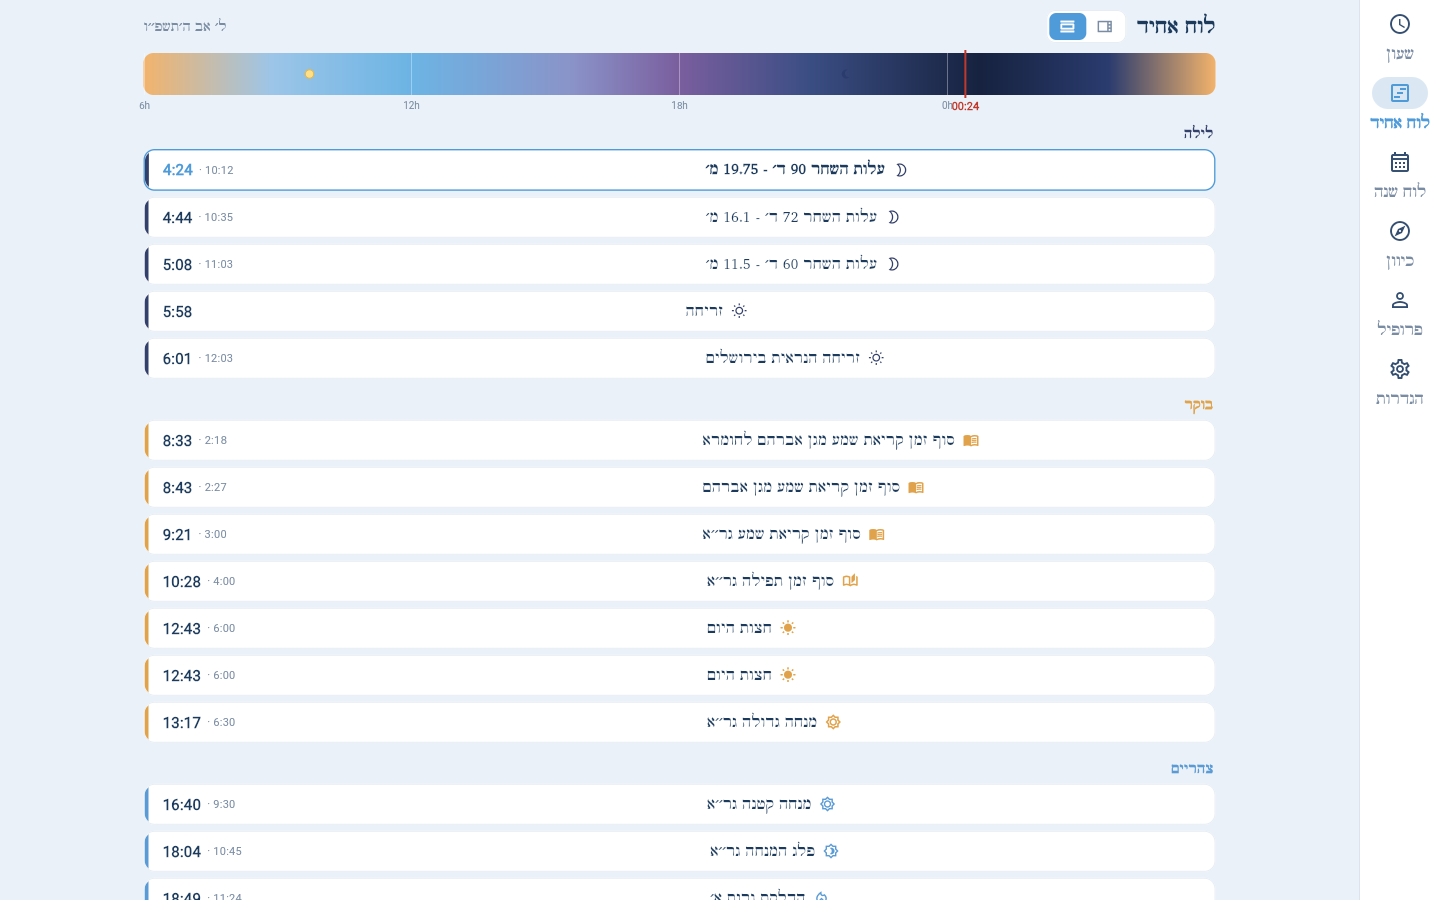 לוח אחיד
ל׳ אב ה׳תשפ״ו
6h
12h
18h
0h
00:24
לילה
עלות השחר 90 ד׳ - 19.75 מ׳
4:24 · 10:12
עלות השחר 72 ד׳ - 16.1 מ׳
4:44 · 10:35
עלות השחר 60 ד׳ - 11.5 מ׳
5:08 · 11:03
זריחה
5:58
זריחה הנראית בירושלים
6:01 · 12:03
בוקר
סוף זמן קריאת שמע מגן אברהם לחומרא
8:33 · 2:18
סוף זמן קריאת שמע מגן אברהם
8:43 · 2:27
סוף זמן קריאת שמע גר״א
9:21 · 3:00
סוף זמן תפילה גר״א
10:28 · 4:00
חצות היום
12:43 · 6:00
חצות היום
12:43 · 6:00
מנחה גדולה גר״א
13:17 · 6:30
צהריים
מנחה קטנה גר״א
16:40 · 9:30
פלג המנחה גר״א
18:04 · 10:45
הדלקת נרות א׳
18:49 · 11:24
שעון
לוח אחיד
לוח שנה
כיוון
פרופיל
הגדרות